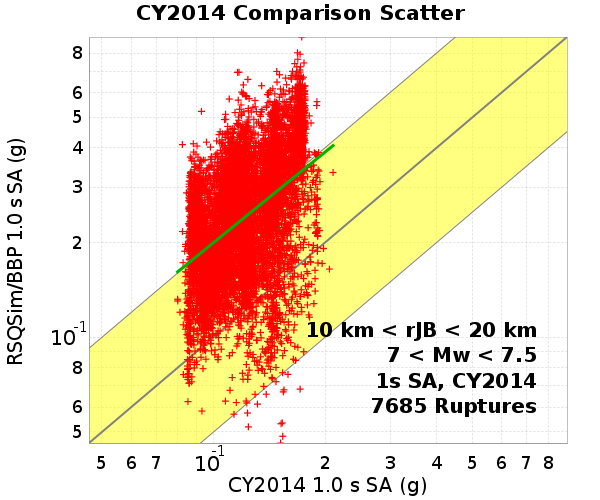 CY2014 Comparison Scatter
RSQSim/BBP 1.0 s SA (g)
8
6
5
4
3
2
10-1
8
6
5
10 km < rJB < 20 km
7 < Mw < 7.5
1s SA, CY2014
7685 Ruptures
5 6 7 10-1 2 3 4 5 6 7 8
CY2014 1.0 s SA (g)